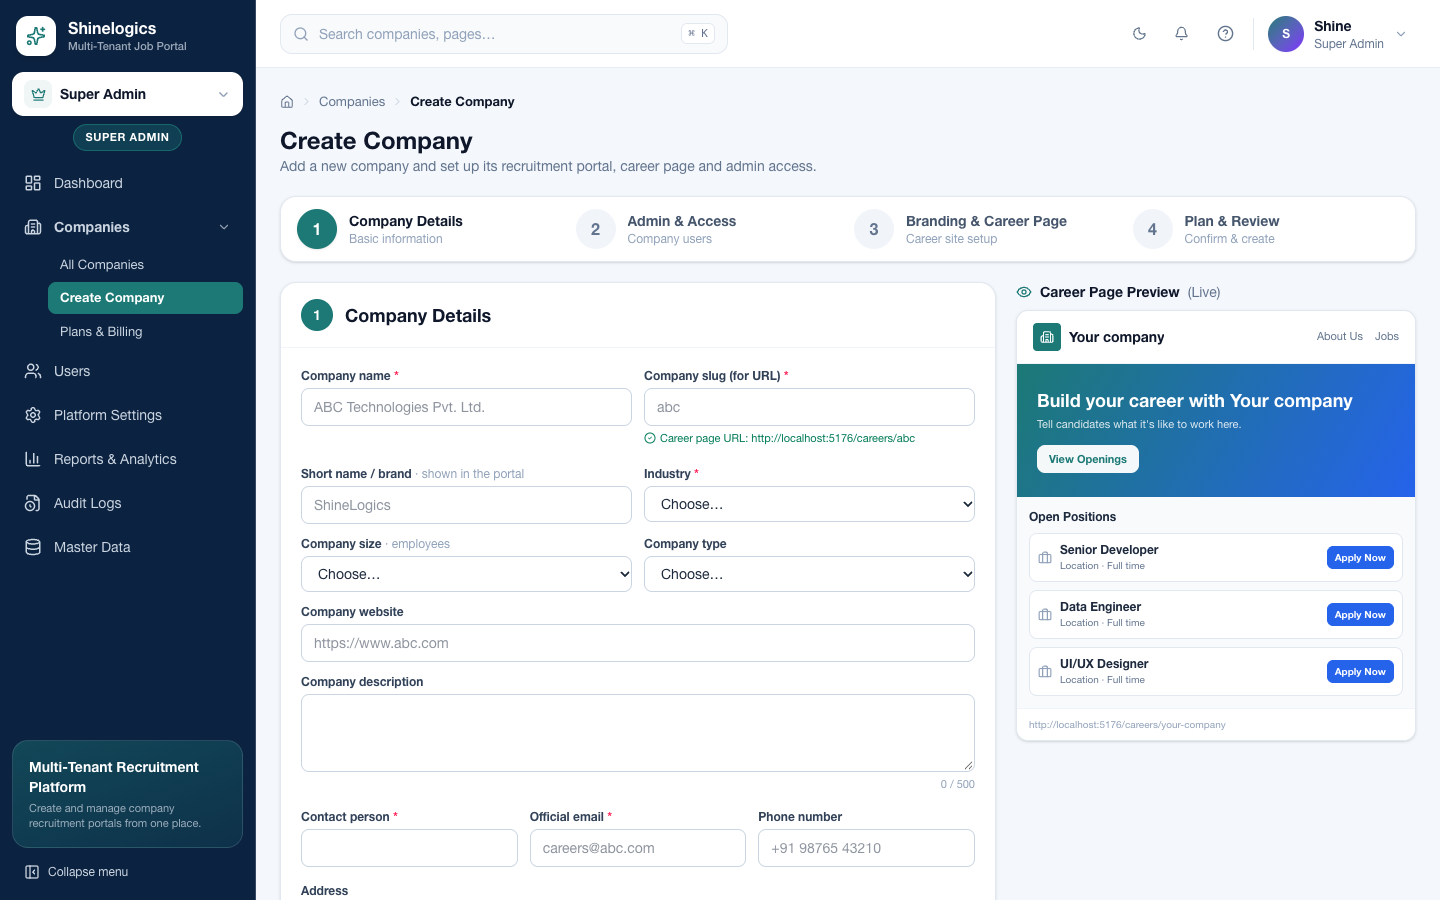 Shinelogics
Multi-Tenant Job Portal
Super Admin
SUPER ADMIN
Dashboard
Companies
All Companies
Create Company
Plans & Billing
Users
Platform Settings
Reports & Analytics
Audit Logs
Master Data
Multi-Tenant Recruitment
Platform
Create and manage company
recruitment portals from one place.
Collapse menu
Search companies, pages...
⌘ K
S
Shine
Super Admin
Companies
Create Company
Create Company
Add a new company and set up its recruitment portal, career page and admin access.
1
Company Details
Basic information
2
Admin & Access
Company users
3
Branding & Career Page
Career site setup
4
Plan & Review
Confirm & create
1
Company Details
Company name *
ABC Technologies Pvt. Ltd.
Company slug (for URL) *
abc
Career page URL: http://localhost:5176/careers/abc
Short name / brand · shown in the portal
ShineLogics
Industry *
Choose...
Company size · employees
Choose...
Company type
Choose...
Company website
https://www.abc.com
Company description
0 / 500
Contact person *
Official email *
careers@abc.com
Phone number
+91 98765 43210
Address
Career Page Preview (Live)
Your company
About Us
Jobs
Build your career with Your company
Tell candidates what it's like to work here.
View Openings
Open Positions
Senior Developer
Location · Full time
Apply Now
Data Engineer
Location · Full time
Apply Now
UI/UX Designer
Location · Full time
Apply Now
http://localhost:5176/careers/your-company